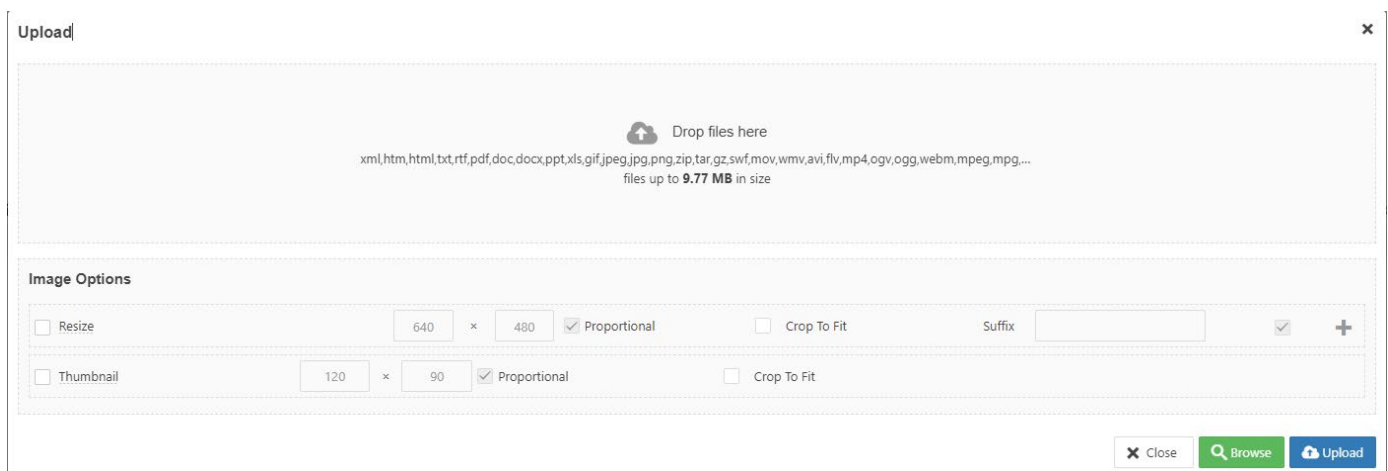 Upload
Drop files here
xml,htm,html,txt,rtf,pdf,doc,docx,ppt,xls,gif,jpeg,jpg,png,zip,tar,gz,swf,mov,wmv,avi,flv,mp4,ogv,ogg,webm,mpeg,mpg,...
files up to 9.77 MB in size
Image Options
Resize 640 × 480 Proportional Crop To Fit Suffix
Thumbnail 120 × 90 Proportional Crop To Fit
Close Browse Upload